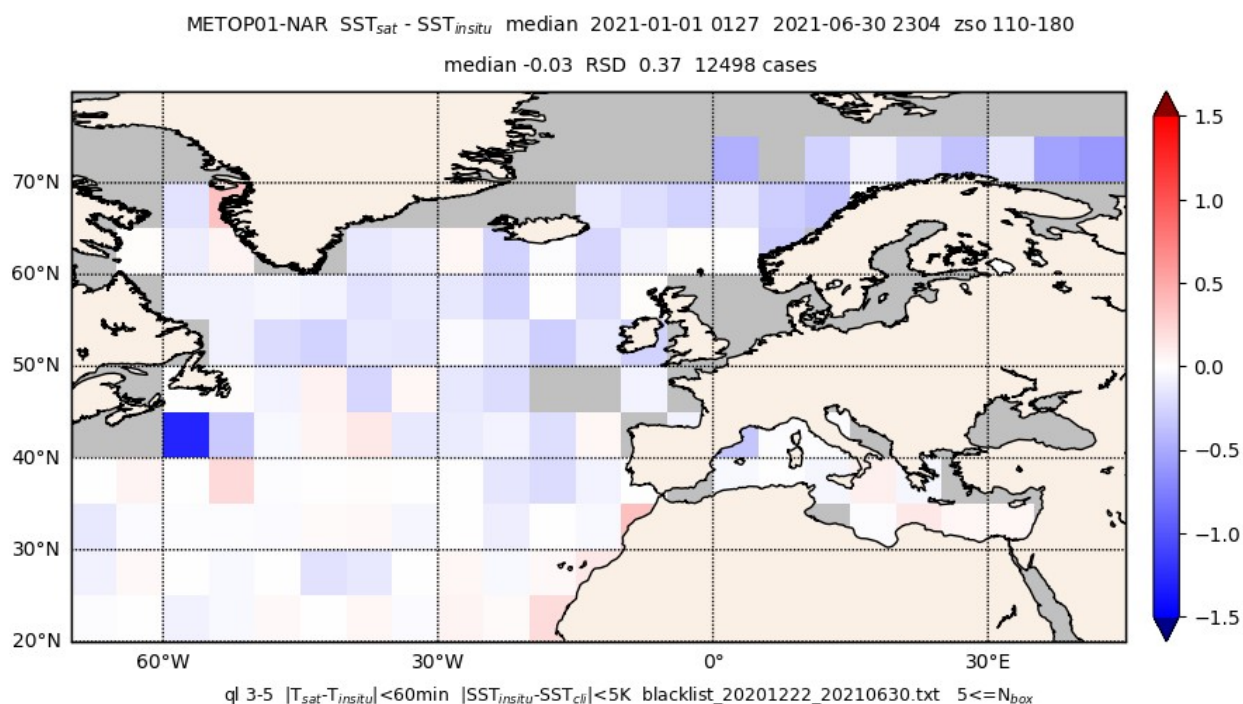 METOP01-NAR SST_sat - SST_insitu median 2021-01-01 0127 2021-06-30 2304 zso 110-180
median -0.03 RSD 0.37 12498 cases
70°N
60°N
50°N
40°N
30°N
20°N
60°W 30°W 0° 30°E
1.5
1.0
0.5
0.0
−0.5
−1.0
−1.5
ql 3-5 |T_sat-T_insitu|<60min |SST_insitu-SST_cli|<5K blacklist_20201222_20210630.txt 5<=N_box